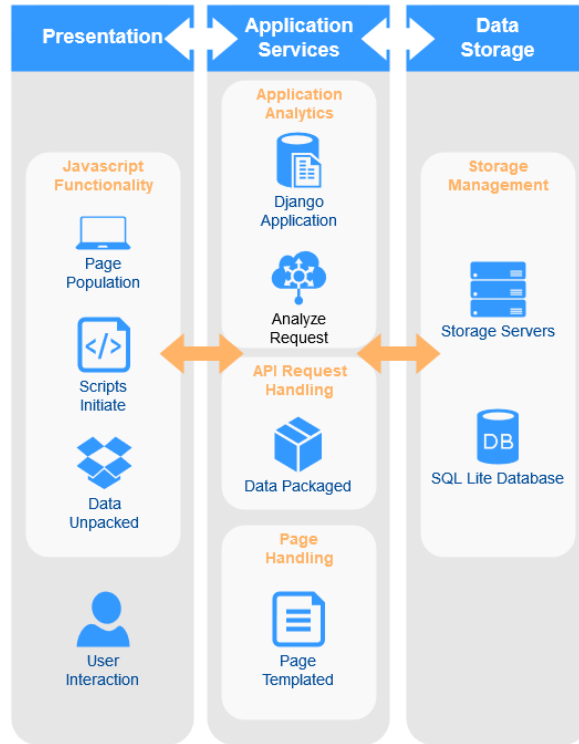 Presentation
Application
Services
Data
Storage
Javascript
Functionality
Page
Population
</>
Scripts
Initiate
Data
Unpacked
User
Interaction
Application
Analytics
Django
Application
Analyze
Request
API Request Handling
Data Packaged
Page
Handling
Page
Templated
Storage
Management
Storage Servers
DB
SQL Lite Database